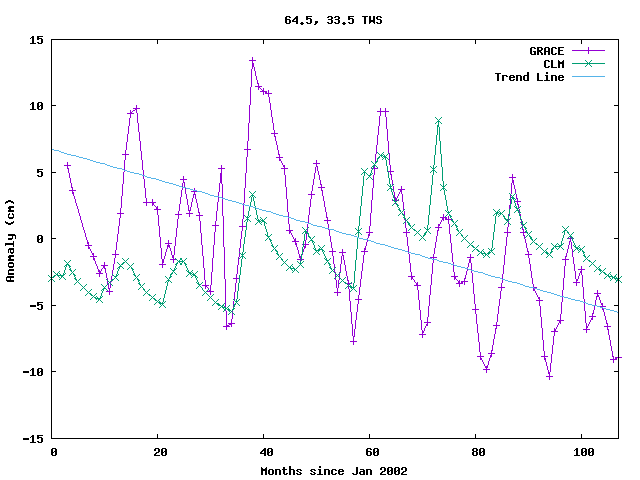 64.5, 33.5 TWS
GRACE
CLM
Trend Line
15
10
5
0
-5
-10
-15
Anomaly (cm)
0 20 40 60 80 100
Months since Jan 2002